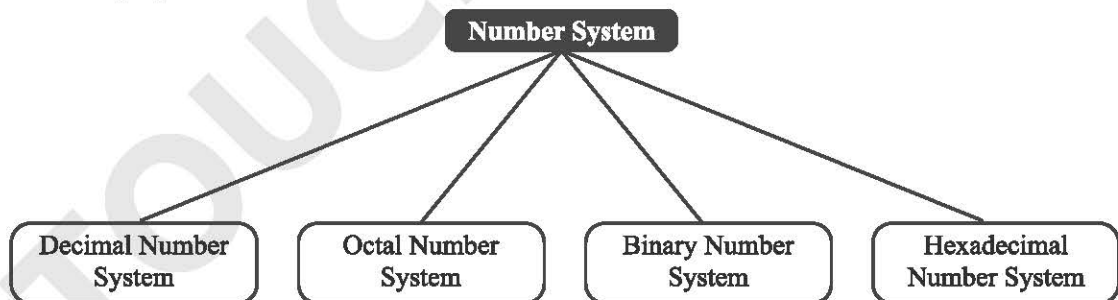 Number System
Decimal Number
System
Octal Number
System
Binary Number
System
Hexadecimal
Number System